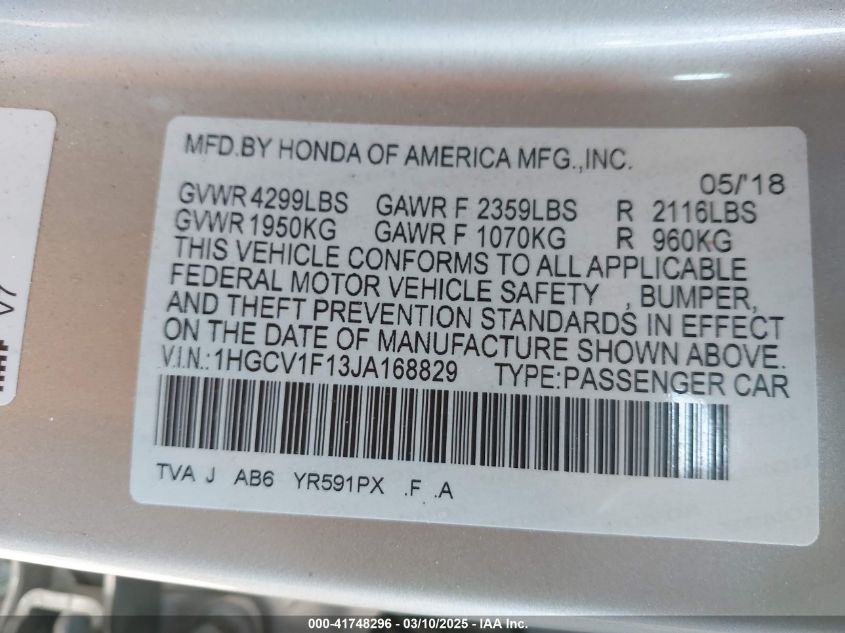 MFD.BY HONDA OF AMERICA MFG.,INC.
05/'18
GVWR 4299LBS GAWR F 2359LBS R 2116LBS
GVWR 1950KG GAWR F 1070KG R 960KG
THIS VEHICLE CONFORMS TO ALL APPLICABLE
FEDERAL MOTOR VEHICLE SAFETY , BUMPER,
AND THEFT PREVENTION STANDARDS IN EFFECT
ON THE DATE OF MANUFACTURE SHOWN ABOVE.
V.I.N.:1HGCV1F13JA168829 TYPE:PASSENGER CAR
TVA J AB6 YR591PX .F .A
V7
000-41748296 - 03/10/2025 - IAA Inc.